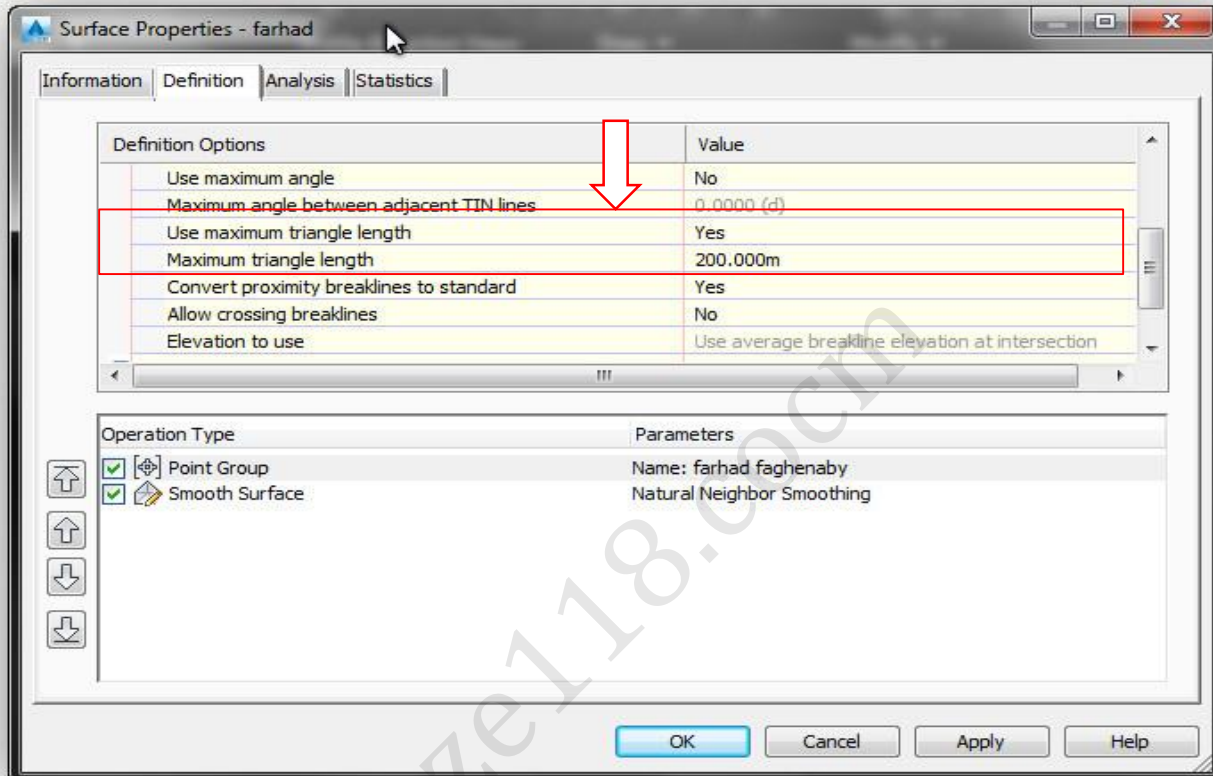 Surface Properties - farhad
Information Definition Analysis Statistics
Definition Options Value
Use maximum angle No
Maximum angle between adjacent TIN lines 0.0000 (d)
Use maximum triangle length Yes
Maximum triangle length 200.000m
Convert proximity breaklines to standard Yes
Allow crossing breaklines No
Elevation to use Use average breakline elevation at intersection
Operation Type Parameters
Point Group Name: farhad faghenaby
Smooth Surface Natural Neighbor Smoothing
ze118.cocm
OK Cancel Apply Help